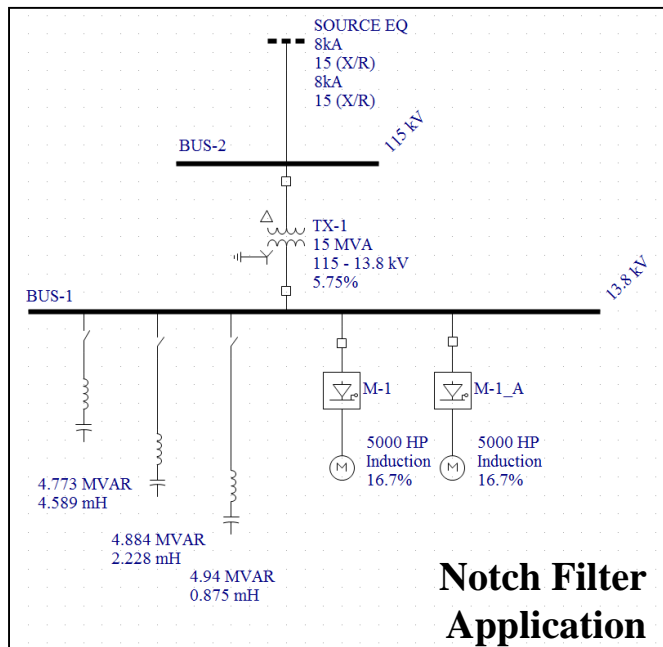 SOURCE EQ
8kA
15 (X/R)
8kA
15 (X/R)
BUS-2
115 kV
TX-1
15 MVA
115 - 13.8 kV
5.75%
BUS-1
13.8 kV
M-1
M-1_A
5000 HP
Induction
16.7%
M
5000 HP
Induction
16.7%
M
4.773 MVAR
4.589 mH
4.884 MVAR
2.228 mH
4.94 MVAR
0.875 mH
Notch Filter
Application